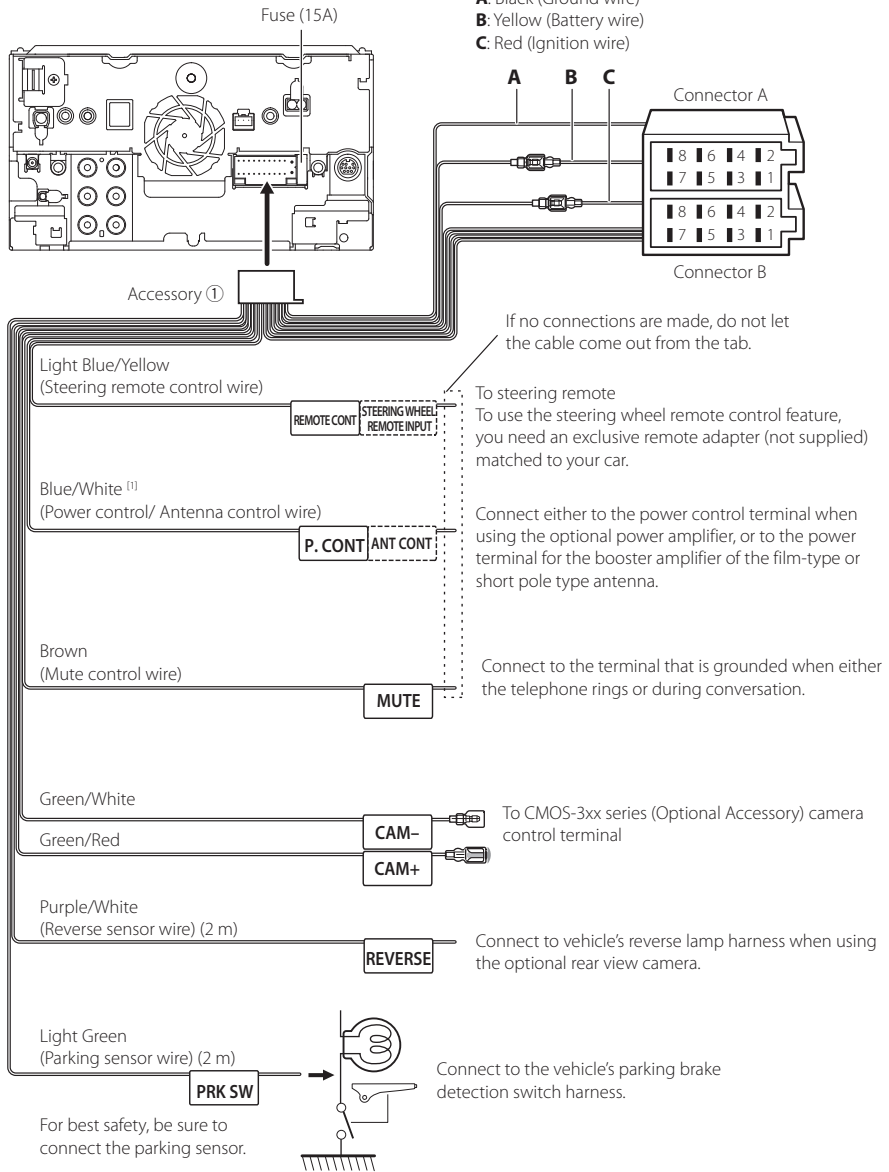 Fuse (15A)
A: Black (Ground wire)
B: Yellow (Battery wire)
C: Red (Ignition wire)
A B C
Connector A
8 6 4 2
7 5 3 1
8 6 4 2
7 5 3 1
Connector B
Accessory ①
If no connections are made, do not let
the cable come out from the tab.
Light Blue/Yellow
(Steering remote control wire)
REMOTE CONT
STEERING WHEEL
REMOTE INPUT
To steering remote
To use the steering wheel remote control feature,
you need an exclusive remote adapter (not supplied)
matched to your car.
Blue/White [1]
(Power control/ Antenna control wire)
P. CONT
ANT CONT
Connect either to the power control terminal when
using the optional power amplifier, or to the power
terminal for the booster amplifier of the film-type or
short pole type antenna.
Brown
(Mute control wire)
MUTE
Connect to the terminal that is grounded when either
the telephone rings or during conversation.
Green/White
CAM–
Green/Red
CAM+
To CMOS-3xx series (Optional Accessory) camera
control terminal
Purple/White
(Reverse sensor wire) (2 m)
REVERSE
Connect to vehicle's reverse lamp harness when using
the optional rear view camera.
Light Green
(Parking sensor wire) (2 m)
PRK SW
Connect to the vehicle's parking brake
detection switch harness.
For best safety, be sure to
connect the parking sensor.